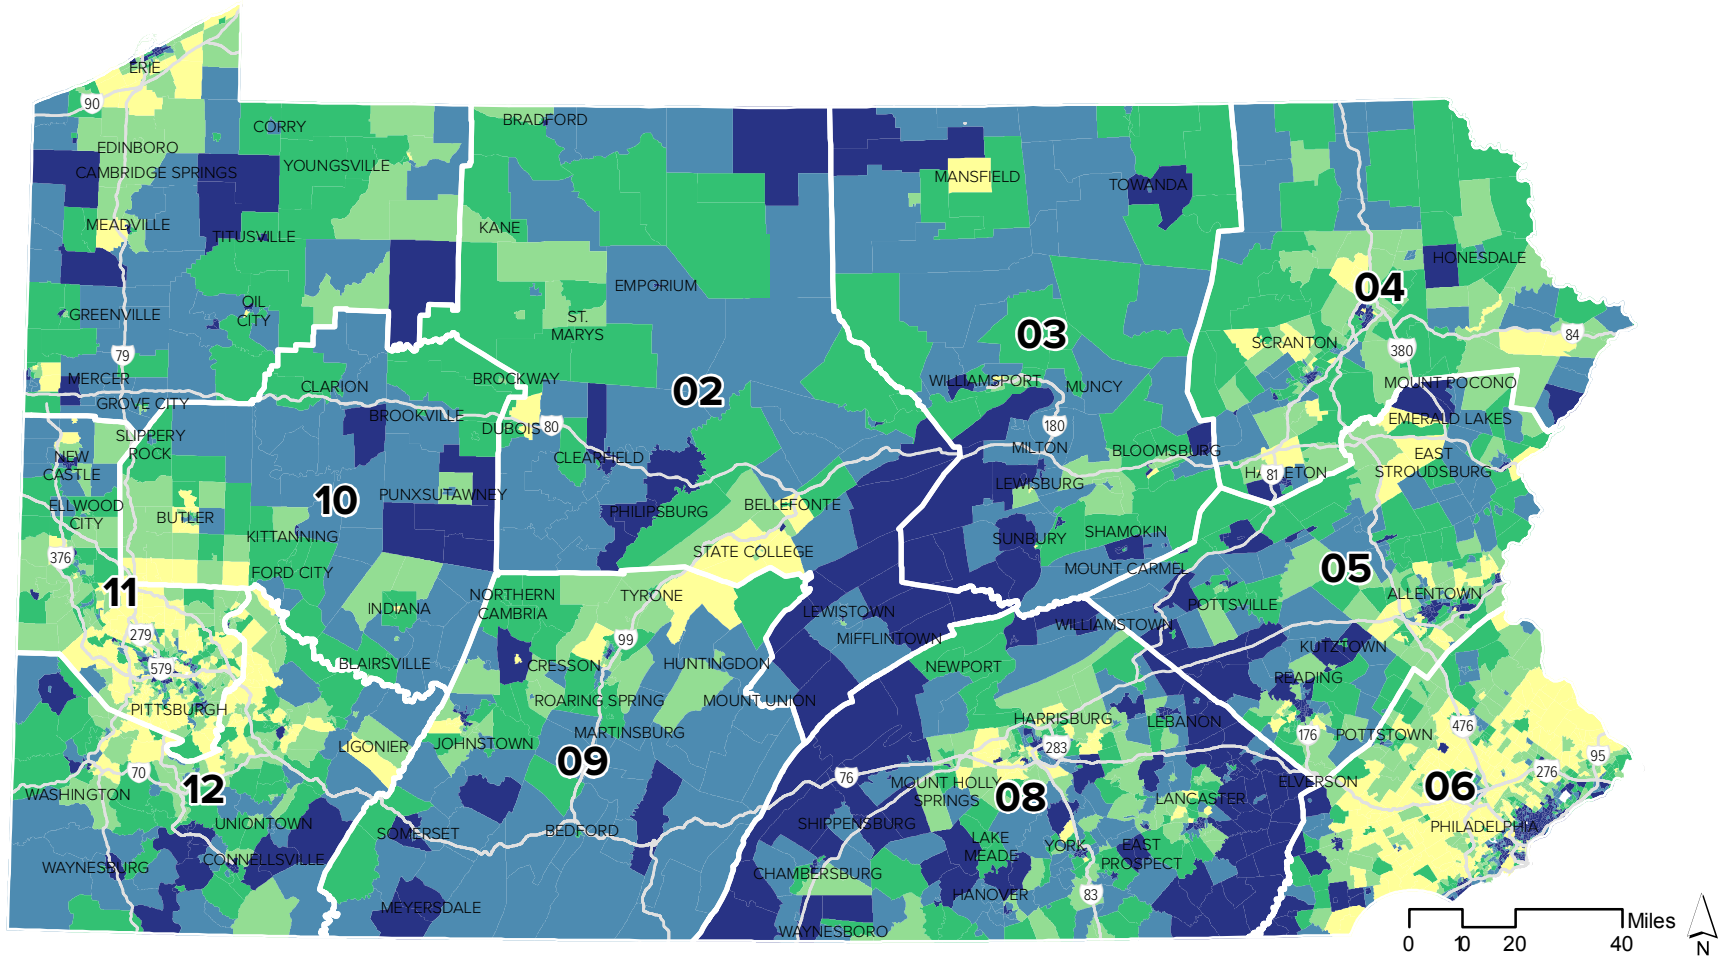 ERIE
90
CORRY
BRADFORD
EDINBORO
CAMBRIDGE SPRINGS
YOUNGSVILLE
MANSFIELD
TOWANDA
MEADVILLE
TITUSVILLE
KANE
HONESDALE
EMPORIUM
04
OIL
CITY
GREENVILLE
ST.
MARYS
03
84
SCRANTON
79
380
MERCER
CLARION
BROCKWAY
02
WILLIAMSPORT
MUNCY
MOUNT POCONO
GROVE CITY
BROOKVILLE
DUBOIS
80
180
EMERALD LAKES
SLIPPERY
ROCK
NEW
CASTLE
CLEARFIELD
MILTON
BLOOMSBURG
EAST
STROUDSBURG
HAZLETON
81
10
PUNXSUTAWNEY
LEWISBURG
ELLWOOD
CITY
BUTLER
PHILIPSBURG
BELLEFONTE
KITTANNING
SUNBURY
SHAMOKIN
376
STATE COLLEGE
FORD CITY
MOUNT CARMEL
05
11
INDIANA
NORTHERN
CAMBRIA
TYRONE
LEWISTOWN
POTTSVILLE
ALLENTOWN
279
99
MIFFLINTOWN
WILLIAMSTOWN
KUTZTOWN
579
BLAIRSVILLE
CRESSON
HUNTINGDON
NEWPORT
READING
PITTSBURGH
ROARING SPRING
MOUNT UNION
HARRISBURG
LEBANON
476
LIGONIER
JOHNSTOWN
MARTINSBURG
283
176
POTTSTOWN
95
09
70
76
276
12
WASHINGTON
MOUNT HOLLY
SPRINGS
08
LANCASTER
ELVERSON
06
UNIONTOWN
SOMERSET
BEDFORD
SHIPPENSBURG
PHILADELPHIA
LAKE
MEADE
YORK
EAST
PROSPECT
WAYNESBURG
CONNELLSVILLE
CHAMBERSBURG
HANOVER
83
MEYERSDALE
WAYNESBORO
Miles
0 10 20 40
N